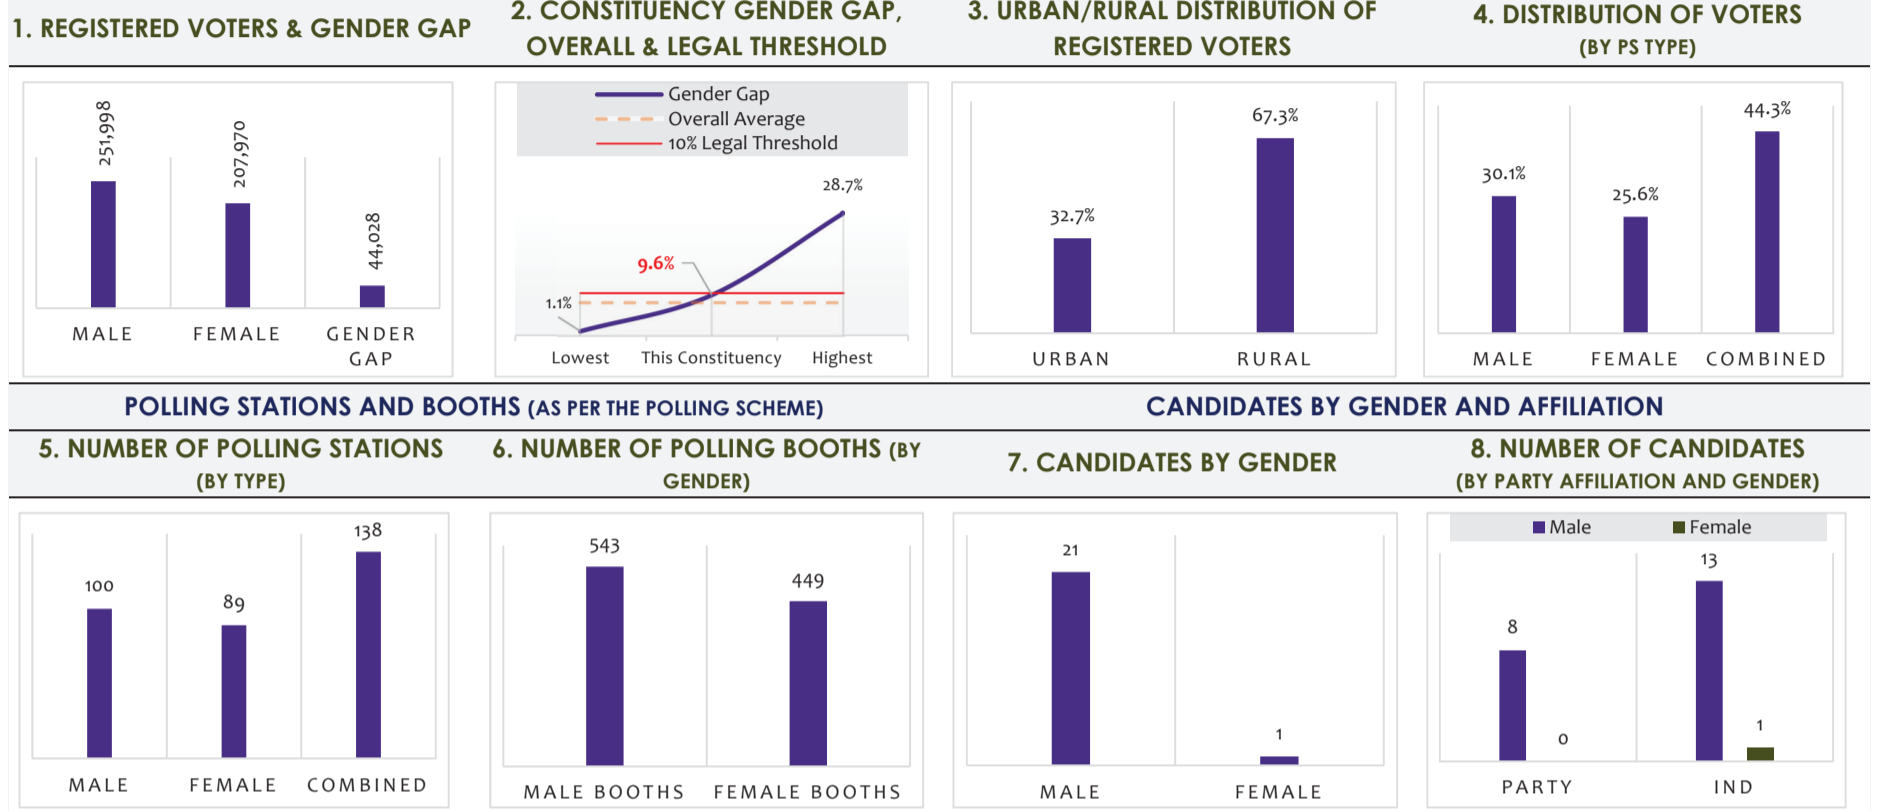 1. REGISTERED VOTERS & GENDER GAP
251,998
207,970
44,028
MALE
FEMALE
GENDER
GAP
2. CONSTITUENCY GENDER GAP,
OVERALL & LEGAL THRESHOLD
Gender Gap
Overall Average
10% Legal Threshold
28.7%
9.6%
1.1%
Lowest
This Constituency
Highest
3. URBAN/RURAL DISTRIBUTION OF
REGISTERED VOTERS
67.3%
32.7%
URBAN
RURAL
4. DISTRIBUTION OF VOTERS
(BY PS TYPE)
44.3%
30.1%
25.6%
MALE
FEMALE
COMBINED
POLLING STATIONS AND BOOTHS (AS PER THE POLLING SCHEME)
CANDIDATES BY GENDER AND AFFILIATION
5. NUMBER OF POLLING STATIONS
(BY TYPE)
138
100
89
MALE
FEMALE
COMBINED
6. NUMBER OF POLLING BOOTHS (BY
GENDER)
543
449
MALE BOOTHS
FEMALE BOOTHS
7. CANDIDATES BY GENDER
21
1
MALE
FEMALE
8. NUMBER OF CANDIDATES
(BY PARTY AFFILIATION AND GENDER)
Male
Female
13
8
1
0
PARTY
IND